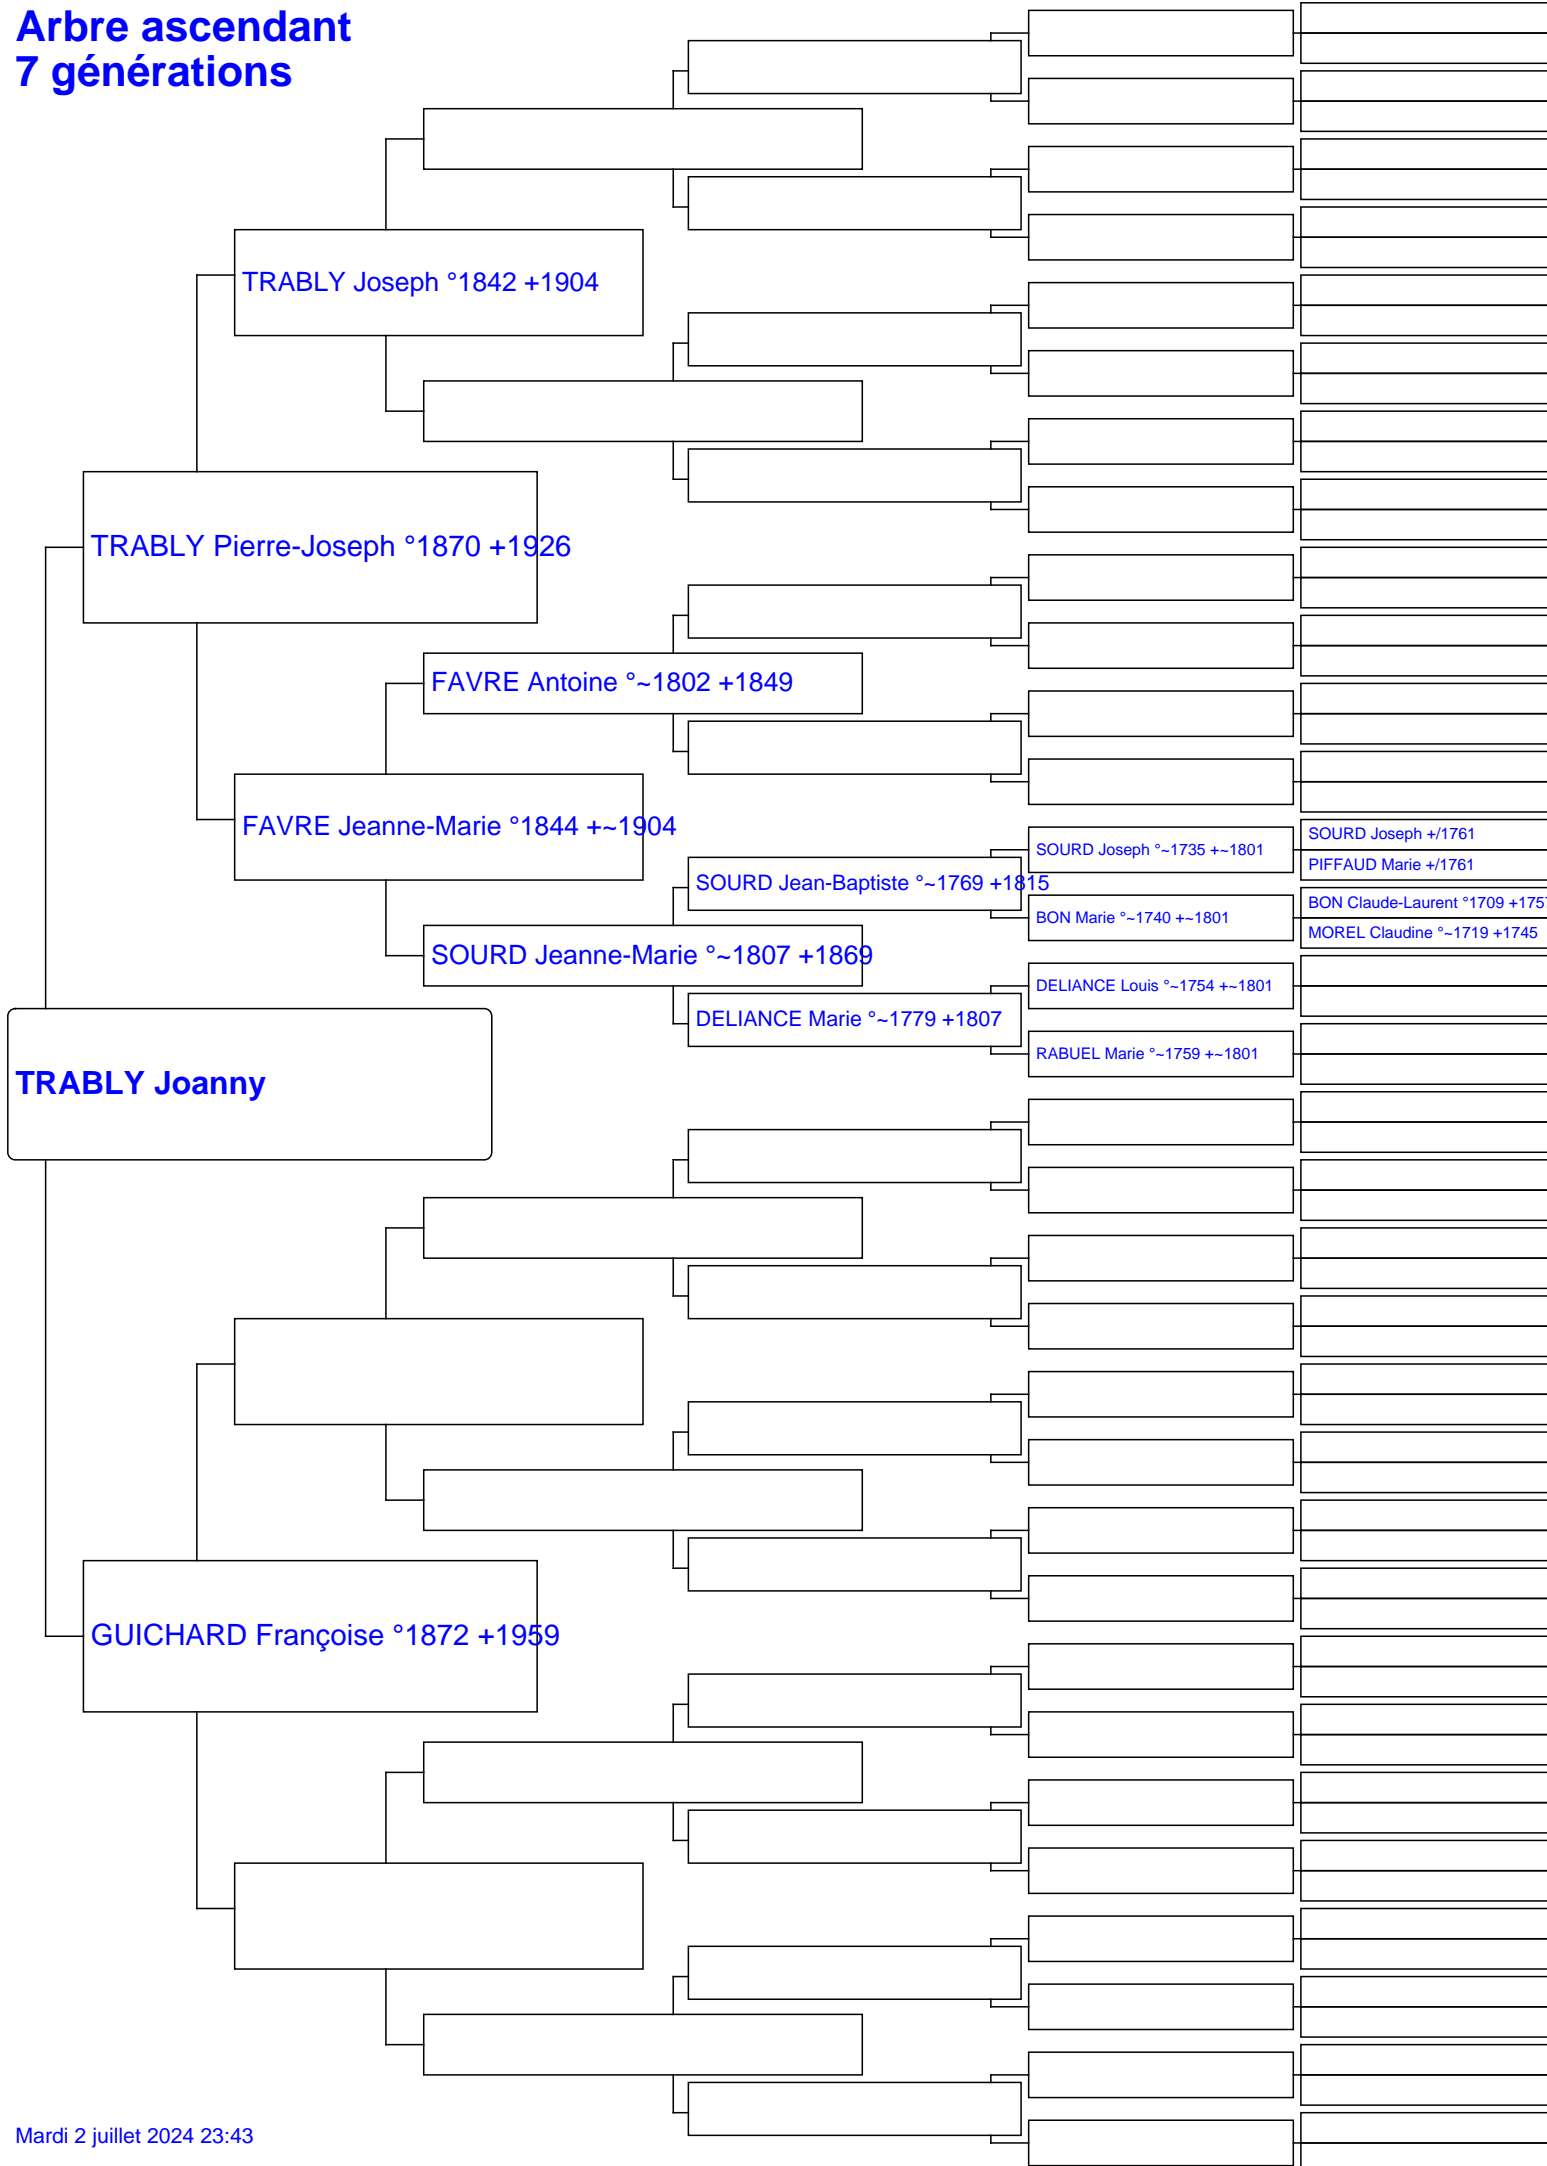 Arbre ascendant
7 générations
TRABLY Joseph °1842 +1904
TRABLY Pierre-Joseph °1870 +1926
FAVRE Antoine °~1802 +1849
FAVRE Jeanne-Marie °1844 +~1904
SOURD Joseph °~1735 +~1801
SOURD Joseph +/1761
PIFFAUD Marie +/1761
SOURD Jean-Baptiste °~1769 +1815
BON Marie °~1740 +~1801
BON Claude-Laurent °1709 +1757
MOREL Claudine °~1719 +1745
SOURD Jeanne-Marie °~1807 +1869
DELIANCE Louis °~1754 +~1801
DELIANCE Marie °~1779 +1807
RABUEL Marie °~1759 +~1801
TRABLY Joanny
GUICHARD Françoise °1872 +1959
Mardi 2 juillet 2024 23:43